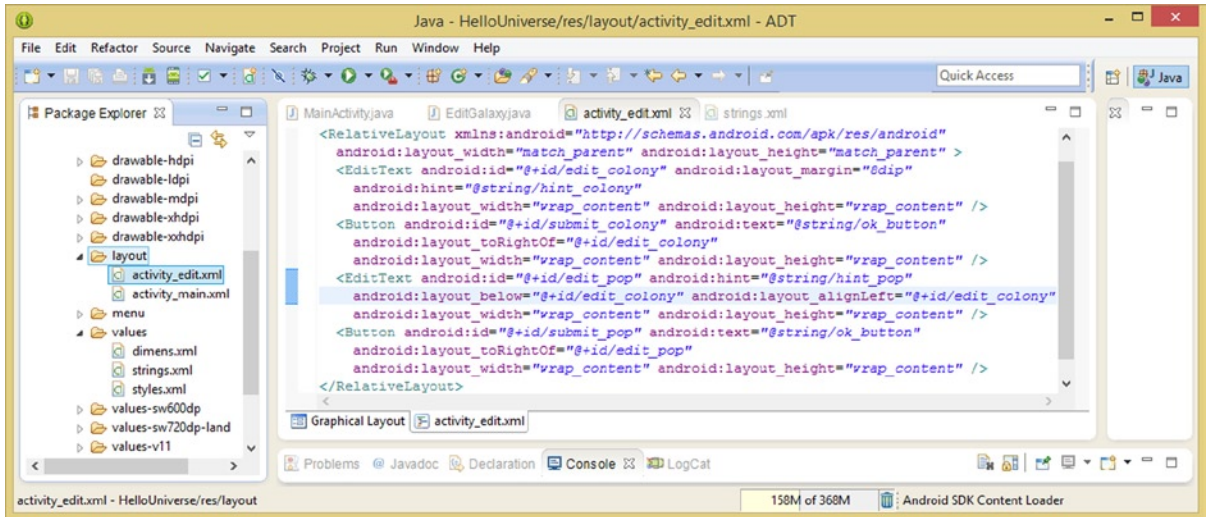 Java - HelloUniverse/res/layout/activity_edit.xml - ADT
File Edit Refactor Source Navigate Search Project Run Window Help
Quick Access
Java
Package Explorer
drawable-hdpi
drawable-ldpi
drawable-mdpi
drawable-xhdpi
drawable-xxhdpi
layout
activity_edit.xml
activity_main.xml
menu
values
dimens.xml
strings.xml
styles.xml
values-sw600dp
values-sw720dp-land
values-v11
MainActivity.java EditGalaxy.java activity_edit.xml strings.xml
<RelativeLayout xmlns:android="http://schemas.android.com/apk/res/android"
android:layout_width="match_parent" android:layout_height="match_parent" >
<EditText android:id="@+id/edit_colony" android:layout_margin="8dip"
android:hint="@string/hint_colony"
android:layout_width="wrap_content" android:layout_height="wrap_content" />
<Button android:id="@+id/submit_colony" android:text="@string/ok_button"
android:layout_toRightOf="@+id/edit_colony"
android:layout_width="wrap_content" android:layout_height="wrap_content" />
<EditText android:id="@+id/edit_pop" android:hint="@string/hint_pop"
android:layout_below="@+id/edit_colony" android:layout_alignLeft="@+id/edit_colony"
android:layout_width="wrap_content" android:layout_height="wrap_content" />
<Button android:id="@+id/submit_pop" android:text="@string/ok_button"
android:layout_toRightOf="@+id/edit_pop"
android:layout_width="wrap_content" android:layout_height="wrap_content" />
</RelativeLayout>
Graphical Layout activity_edit.xml
Problems Javadoc Declaration Console LogCat
activity_edit.xml - HelloUniverse/res/layout
158M of 368M
Android SDK Content Loader